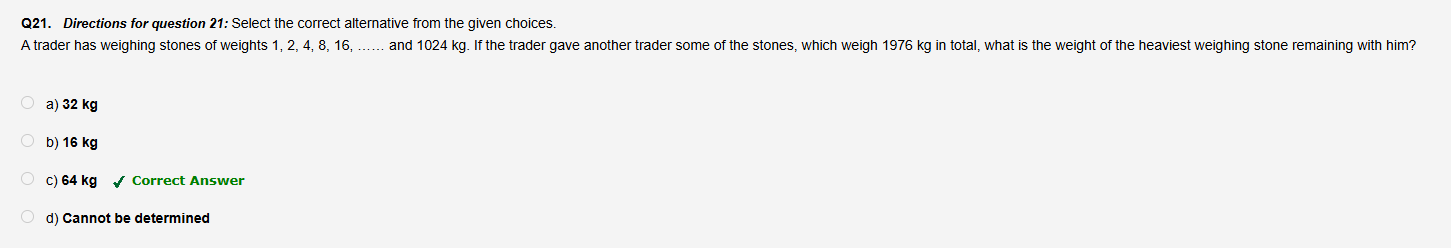 Q21. Directions for question 21: Select the correct alternative from the given choices.
A trader has weighing stones of weights 1, 2, 4, 8, 16, ...... and 1024 kg. If the trader gave another trader some of the stones, which weigh 1976 kg in total, what is the weight of the heaviest weighing stone remaining with him?
a) 32 kg
b) 16 kg
c) 64 kg ✓ Correct Answer
d) Cannot be determined